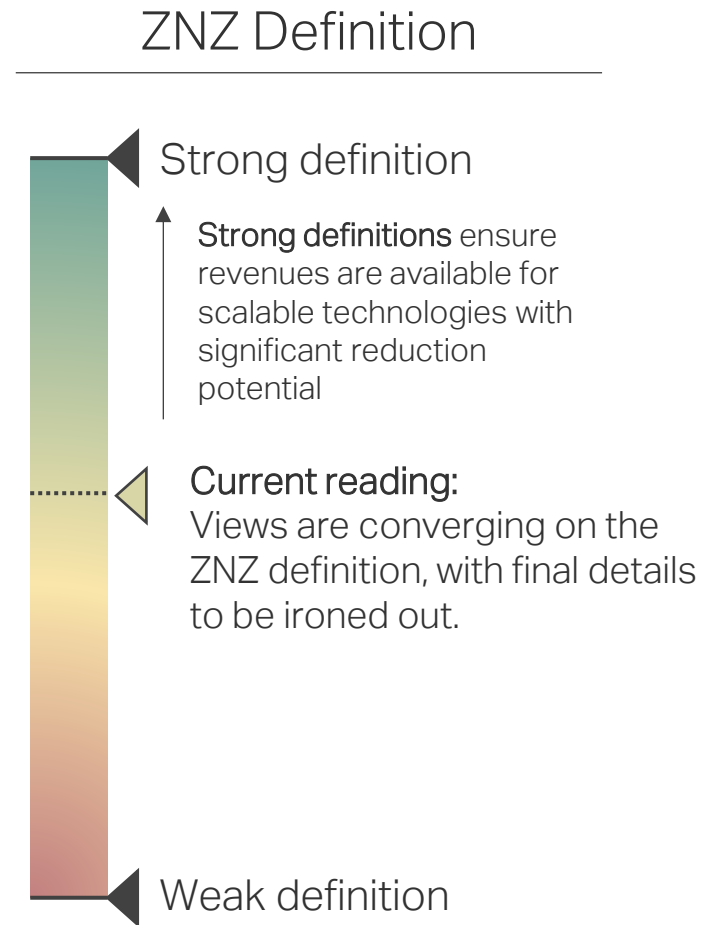 ZNZ Definition
Strong definition
Strong definitions ensure
revenues are available for
scalable technologies with
significant reduction
potential
Current reading:
Views are converging on the
ZNZ definition, with final details
to be ironed out.
Weak definition